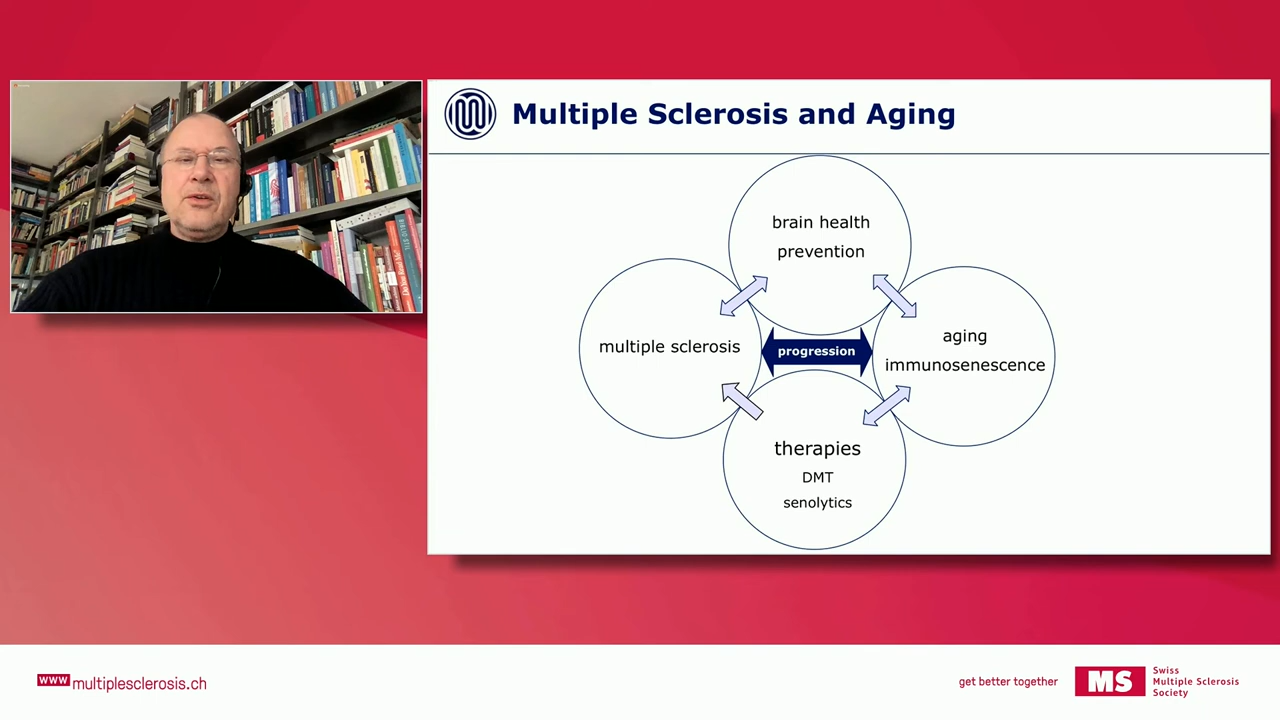 Multiple Sclerosis and Aging
brain health
prevention
multiple sclerosis
progression
aging
immunosenescence
therapies
DMT
senolytics
www multiplesclerosis.ch
get better together
MS
Swiss
Multiple Sclerosis
Society